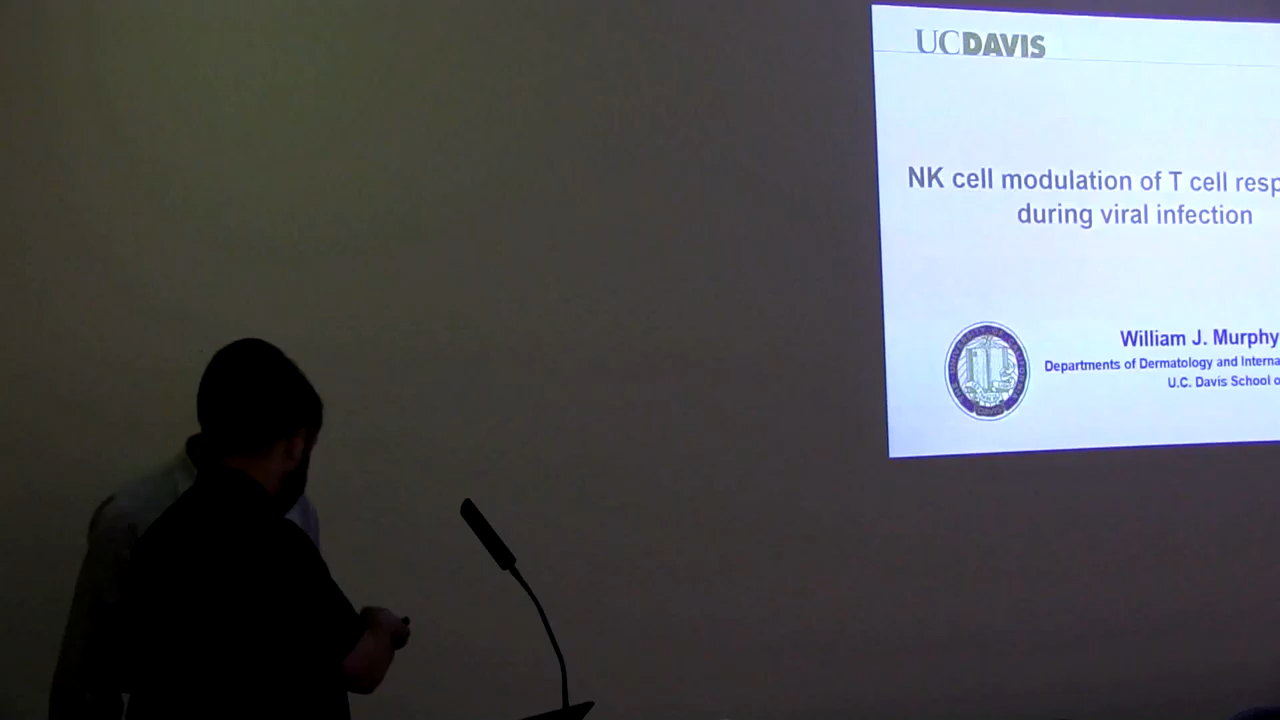 UCDAVIS
NK cell modulation of T cell resp
during viral infection
William J. Murphy
Departments of Dermatology and Interna
U.C. Davis School o
DAVIS